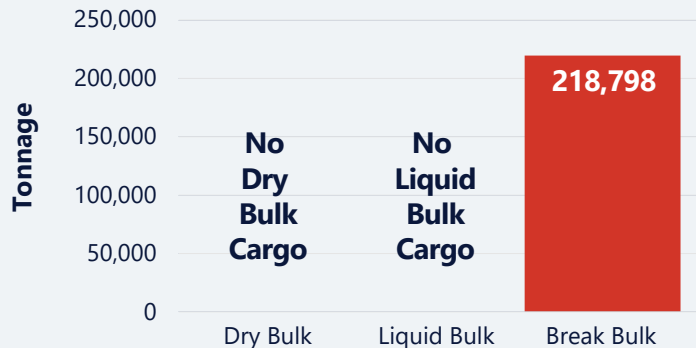 Tonnage
250,000
200,000
150,000
100,000
50,000
0
No
Dry
Bulk
Cargo
No
Liquid
Bulk
Cargo
218,798
Dry Bulk
Liquid Bulk
Break Bulk